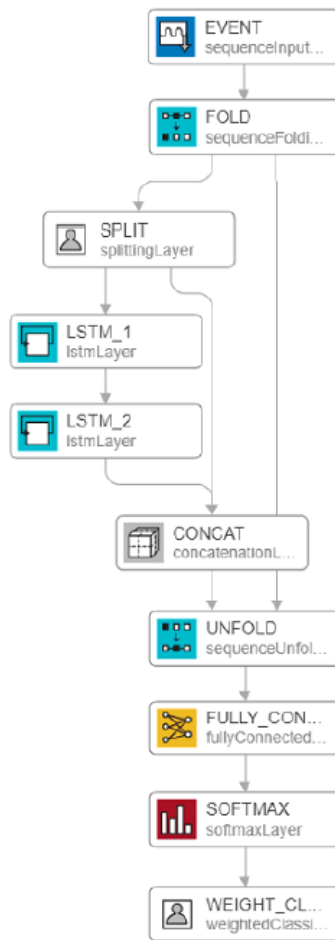 EVENT
sequenceInput...
FOLD
sequenceFoldi...
SPLIT
splittingLayer
LSTM_1
lstmLayer
LSTM_2
lstmLayer
CONCAT
concatenationL...
UNFOLD
sequenceUnfol...
FULLY_CON...
fullyConnected...
SOFTMAX
softmaxLayer
WEIGHT_CL...
weightedClassi...